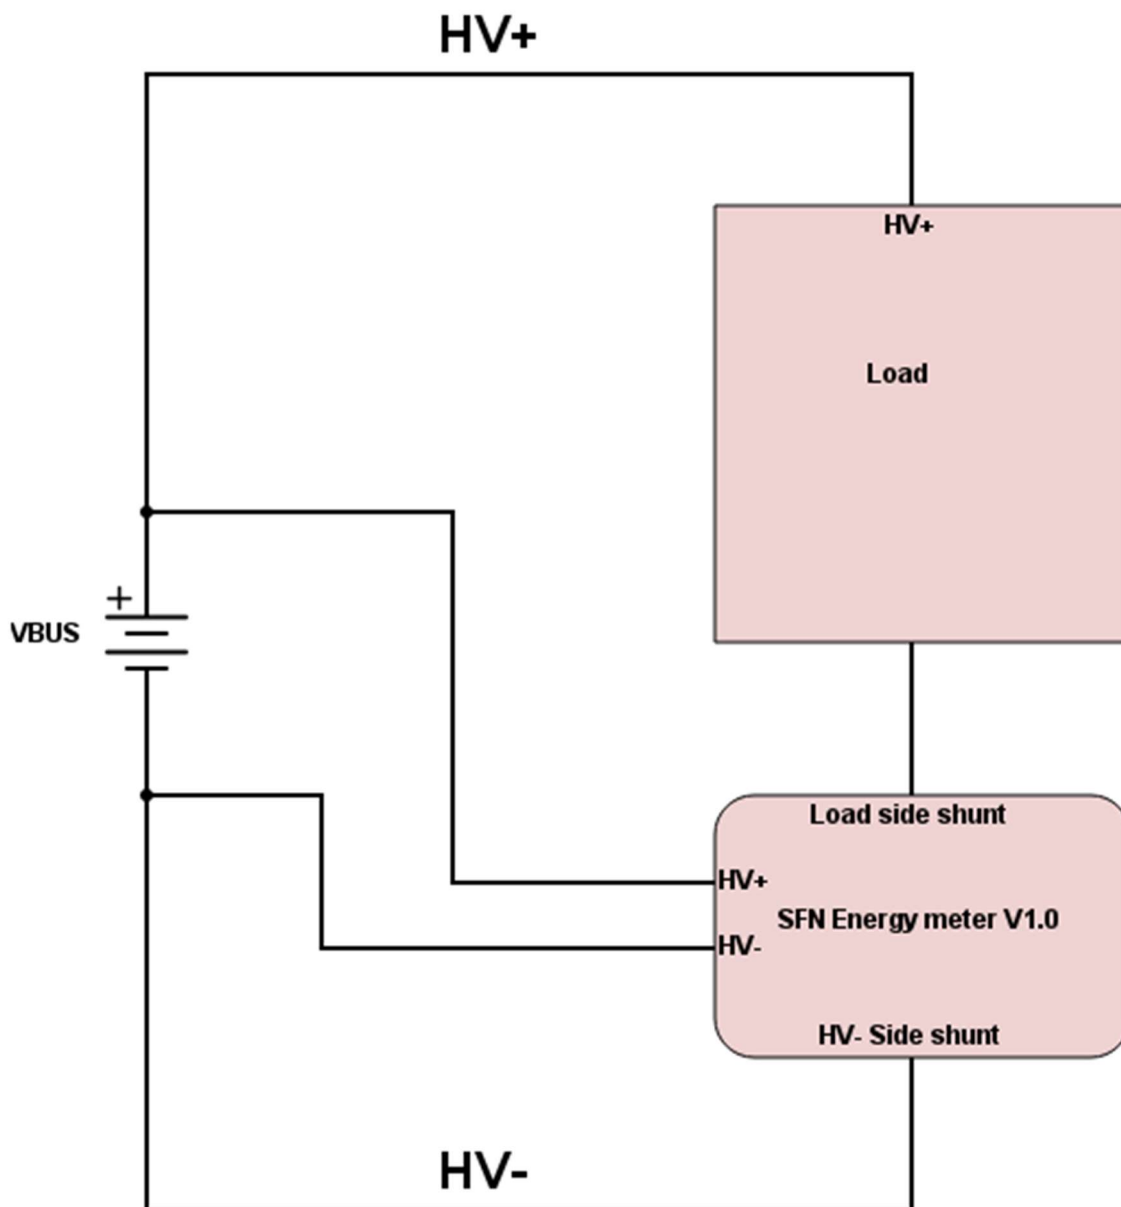 HV+
HV+
Load
+
VBUS
Load side shunt
HV+
SFN Energy meter V1.0
HV-
HV- Side shunt
HV-